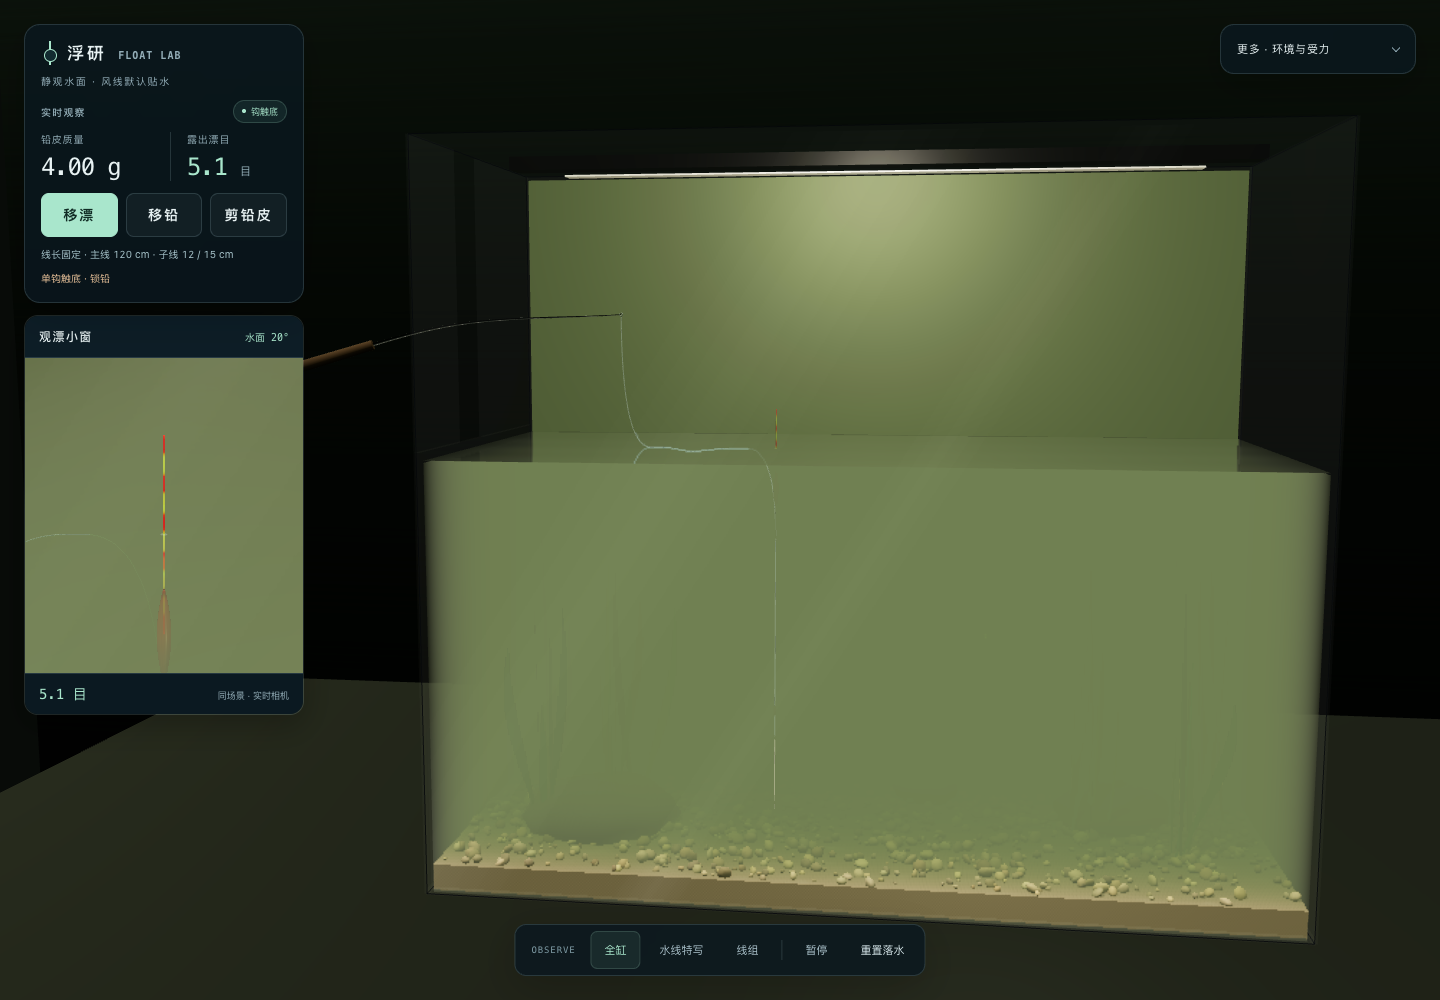 浮研 FLOAT LAB
静观水面 · 风线默认贴水
实时观察
钩触底
铅皮质量
露出漂目
4.00 g
5.1 目
移漂
移铅
剪铅皮
线长固定 · 主线 120 cm · 子线 12 / 15 cm
单钩触底 · 锁铅
观漂小窗
水面 20°
5.1 目
同场景 · 实时相机
更多 · 环境与受力
OBSERVE
全缸
水线特写
线组
暂停
重置落水